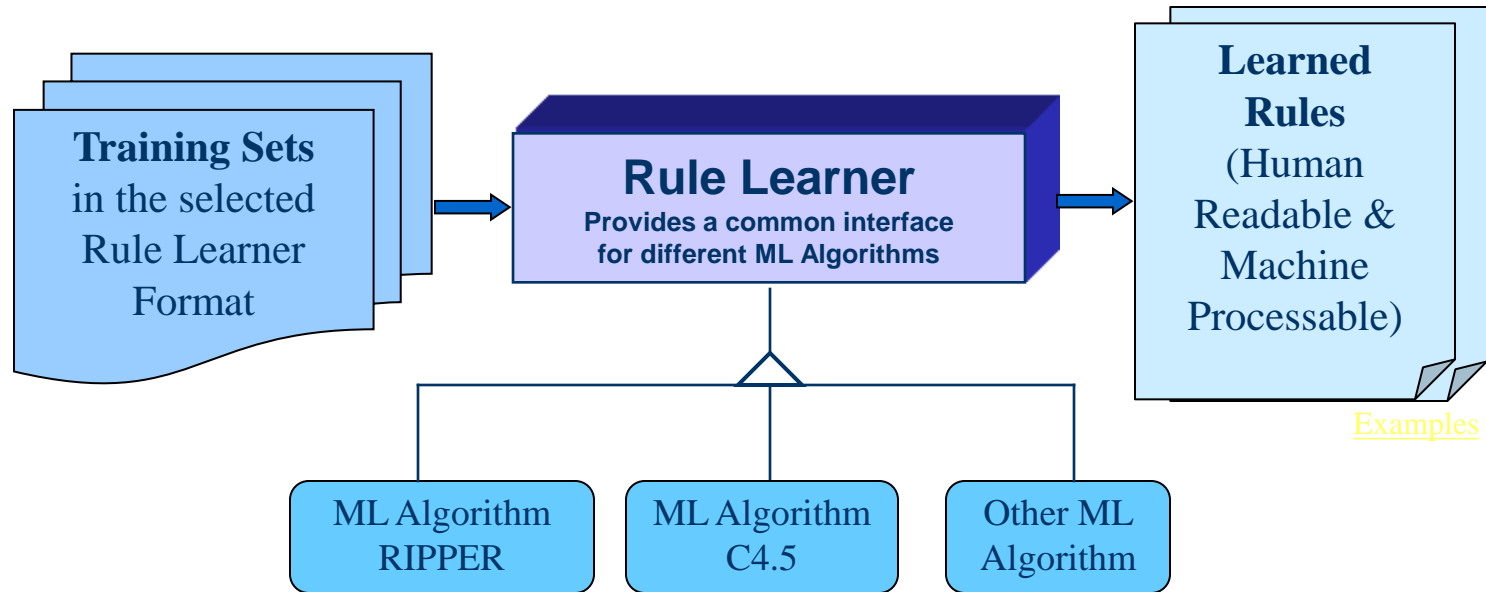 Training Sets
in the selected
Rule Learner
Format
Rule Learner
Provides a common interface
for different ML Algorithms
Learned
Rules
(Human
Readable &
Machine
Processable)
Examples
ML Algorithm
RIPPER
ML Algorithm
C4.5
Other ML
Algorithm